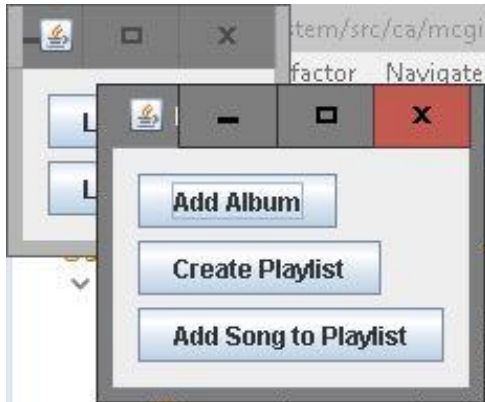 stem/src/ca/mcgi
factor Navigate
L
L
Add Album
Create Playlist
Add Song to Playlist